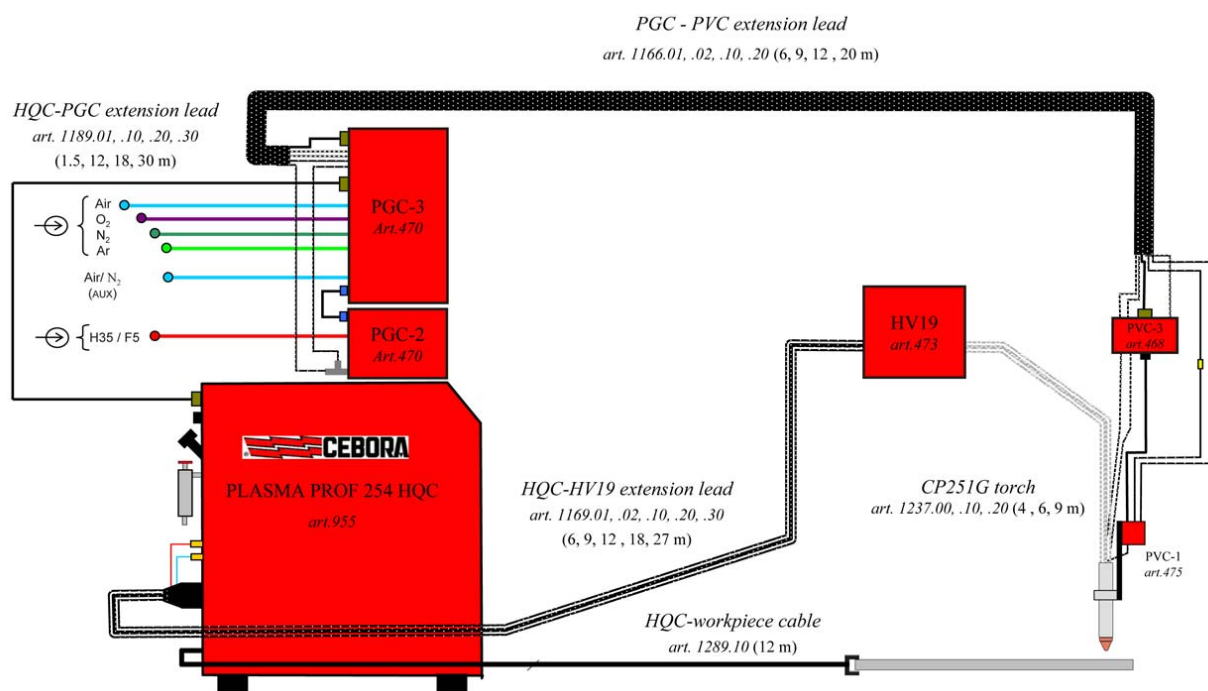 PGC - PVC extension lead
art. 1166.01, .02, .10, .20 (6, 9, 12 , 20 m)
HQC-PGC extension lead
art. 1189.01, .10, .20, .30
(1.5, 12, 18, 30 m)
Air
O2
N2
Ar
Air/ N2
(AUX)
H35 / F5
PGC-3
Art.470
PGC-2
Art.470
HV19
art.473
PVC-3
art.468
CEBORA
PLASMA PROF 254 HQC
art.955
HQC-HV19 extension lead
art. 1169.01, .02, .10, .20, .30
(6, 9, 12 , 18, 27 m)
CP251G torch
art. 1237.00, .10, .20 (4 , 6, 9 m)
PVC-1
art.475
HQC-workpiece cable
art. 1289.10 (12 m)